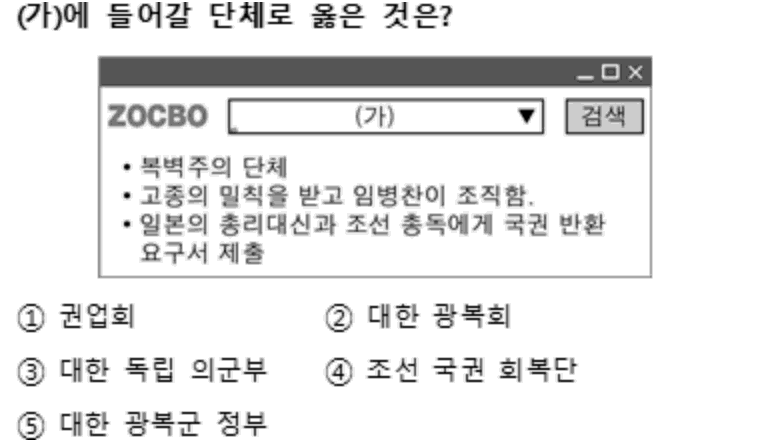 (가)에 들어갈 단체로 옳은 것은?
ZOCBO (가) ▼ 검색
• 복벽주의 단체
• 고종의 밀칙을 받고 임병찬이 조직함.
• 일본의 총리대신과 조선 총독에게 국권 반환
요구서 제출
① 권업회 ② 대한 광복회
③ 대한 독립 의군부 ④ 조선 국권 회복단
⑤ 대한 광복군 정부